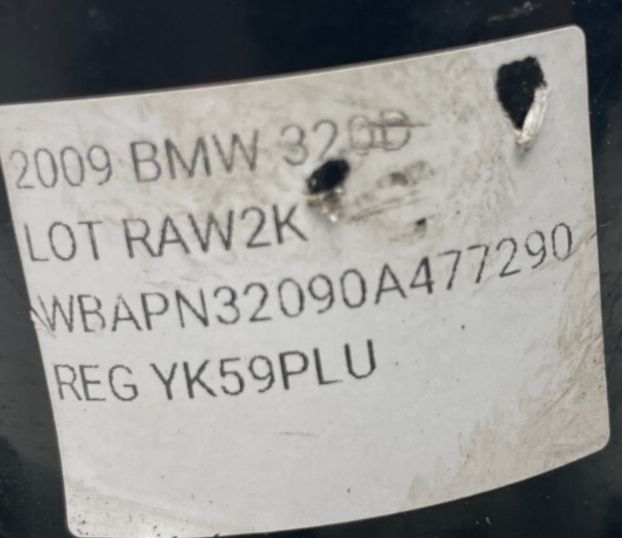 2009 BMW 320D
LOT RAW2K
WBAPN32090A477290
REG YK59PLU